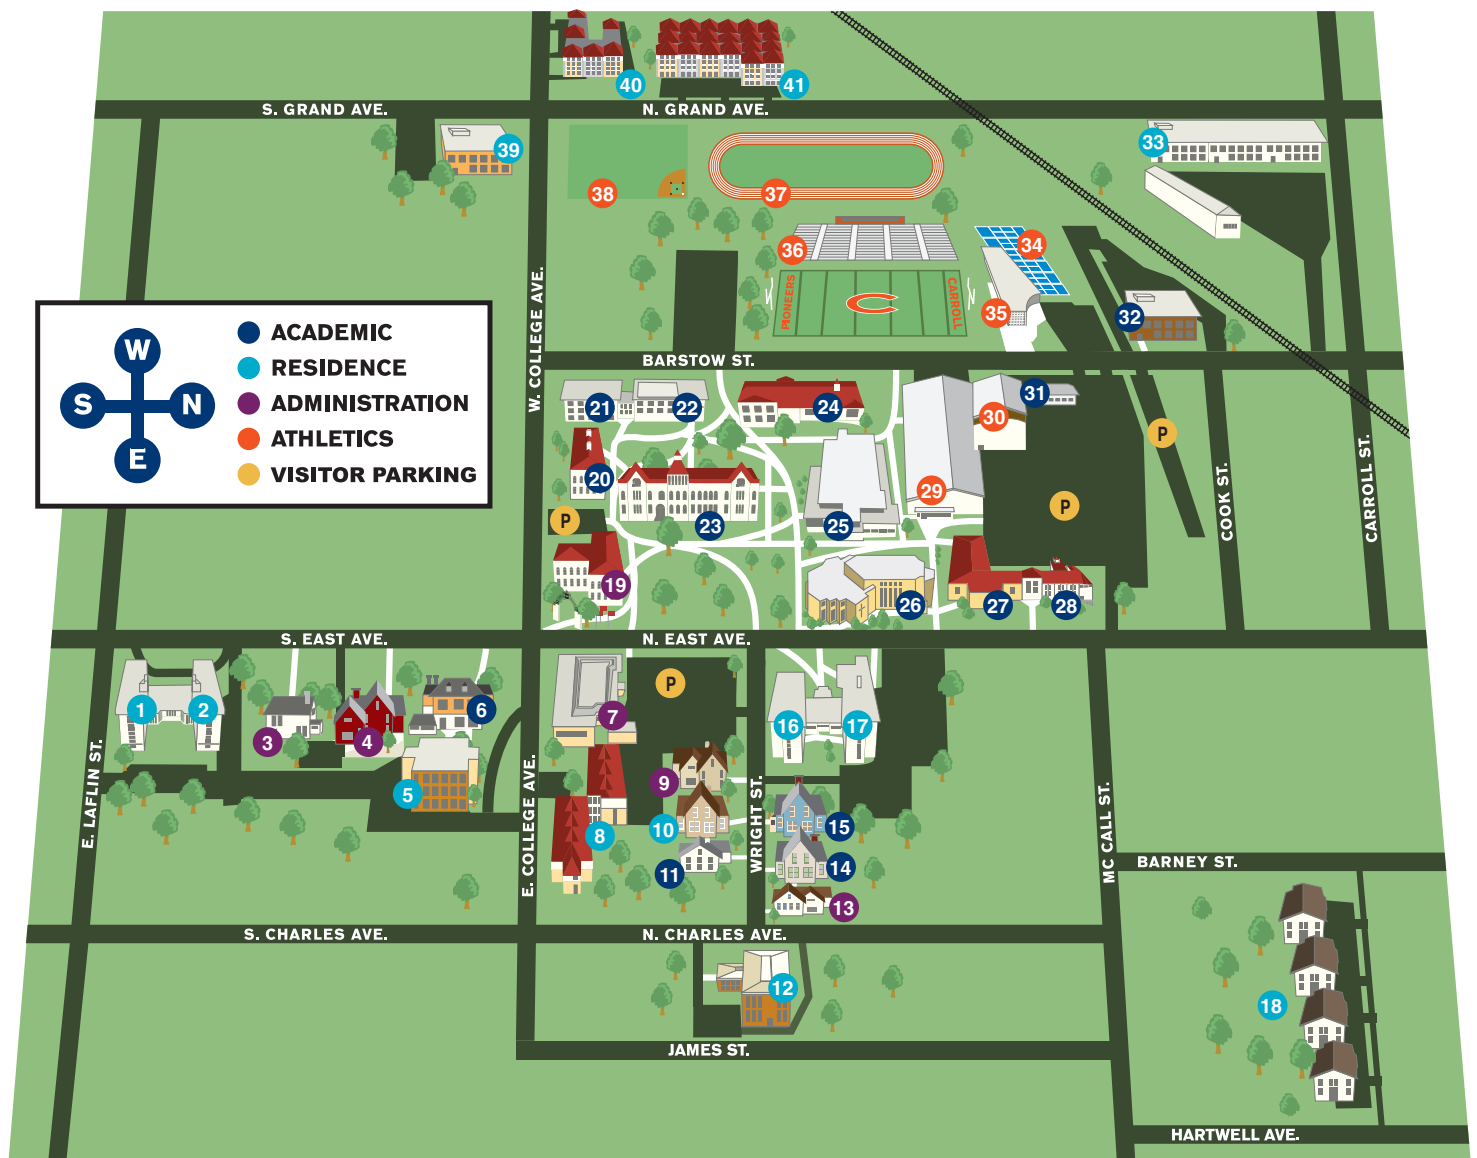 40
41
S. GRAND AVE.
N. GRAND AVE.
39
33
38
37
36
34
PIONEERS
C
CARROLL
35
32
W. COLLEGE AVE.
W
S
N
E
ACADEMIC
RESIDENCE
ADMINISTRATION
ATHLETICS
VISITOR PARKING
BARSTOW ST.
21
22
24
31
30
P
20
29
23
25
P
P
COOK ST.
CARROLL ST.
19
26
27
28
S. EAST AVE.
N. EAST AVE.
1
2
3
4
6
5
7
P
16
17
9
8
10
11
15
14
13
E. LAFLIN ST.
E. COLLEGE AVE.
WRIGHT ST.
MC CALL ST.
BARNEY ST.
S. CHARLES AVE.
N. CHARLES AVE.
12
18
JAMES ST.
HARTWELL AVE.